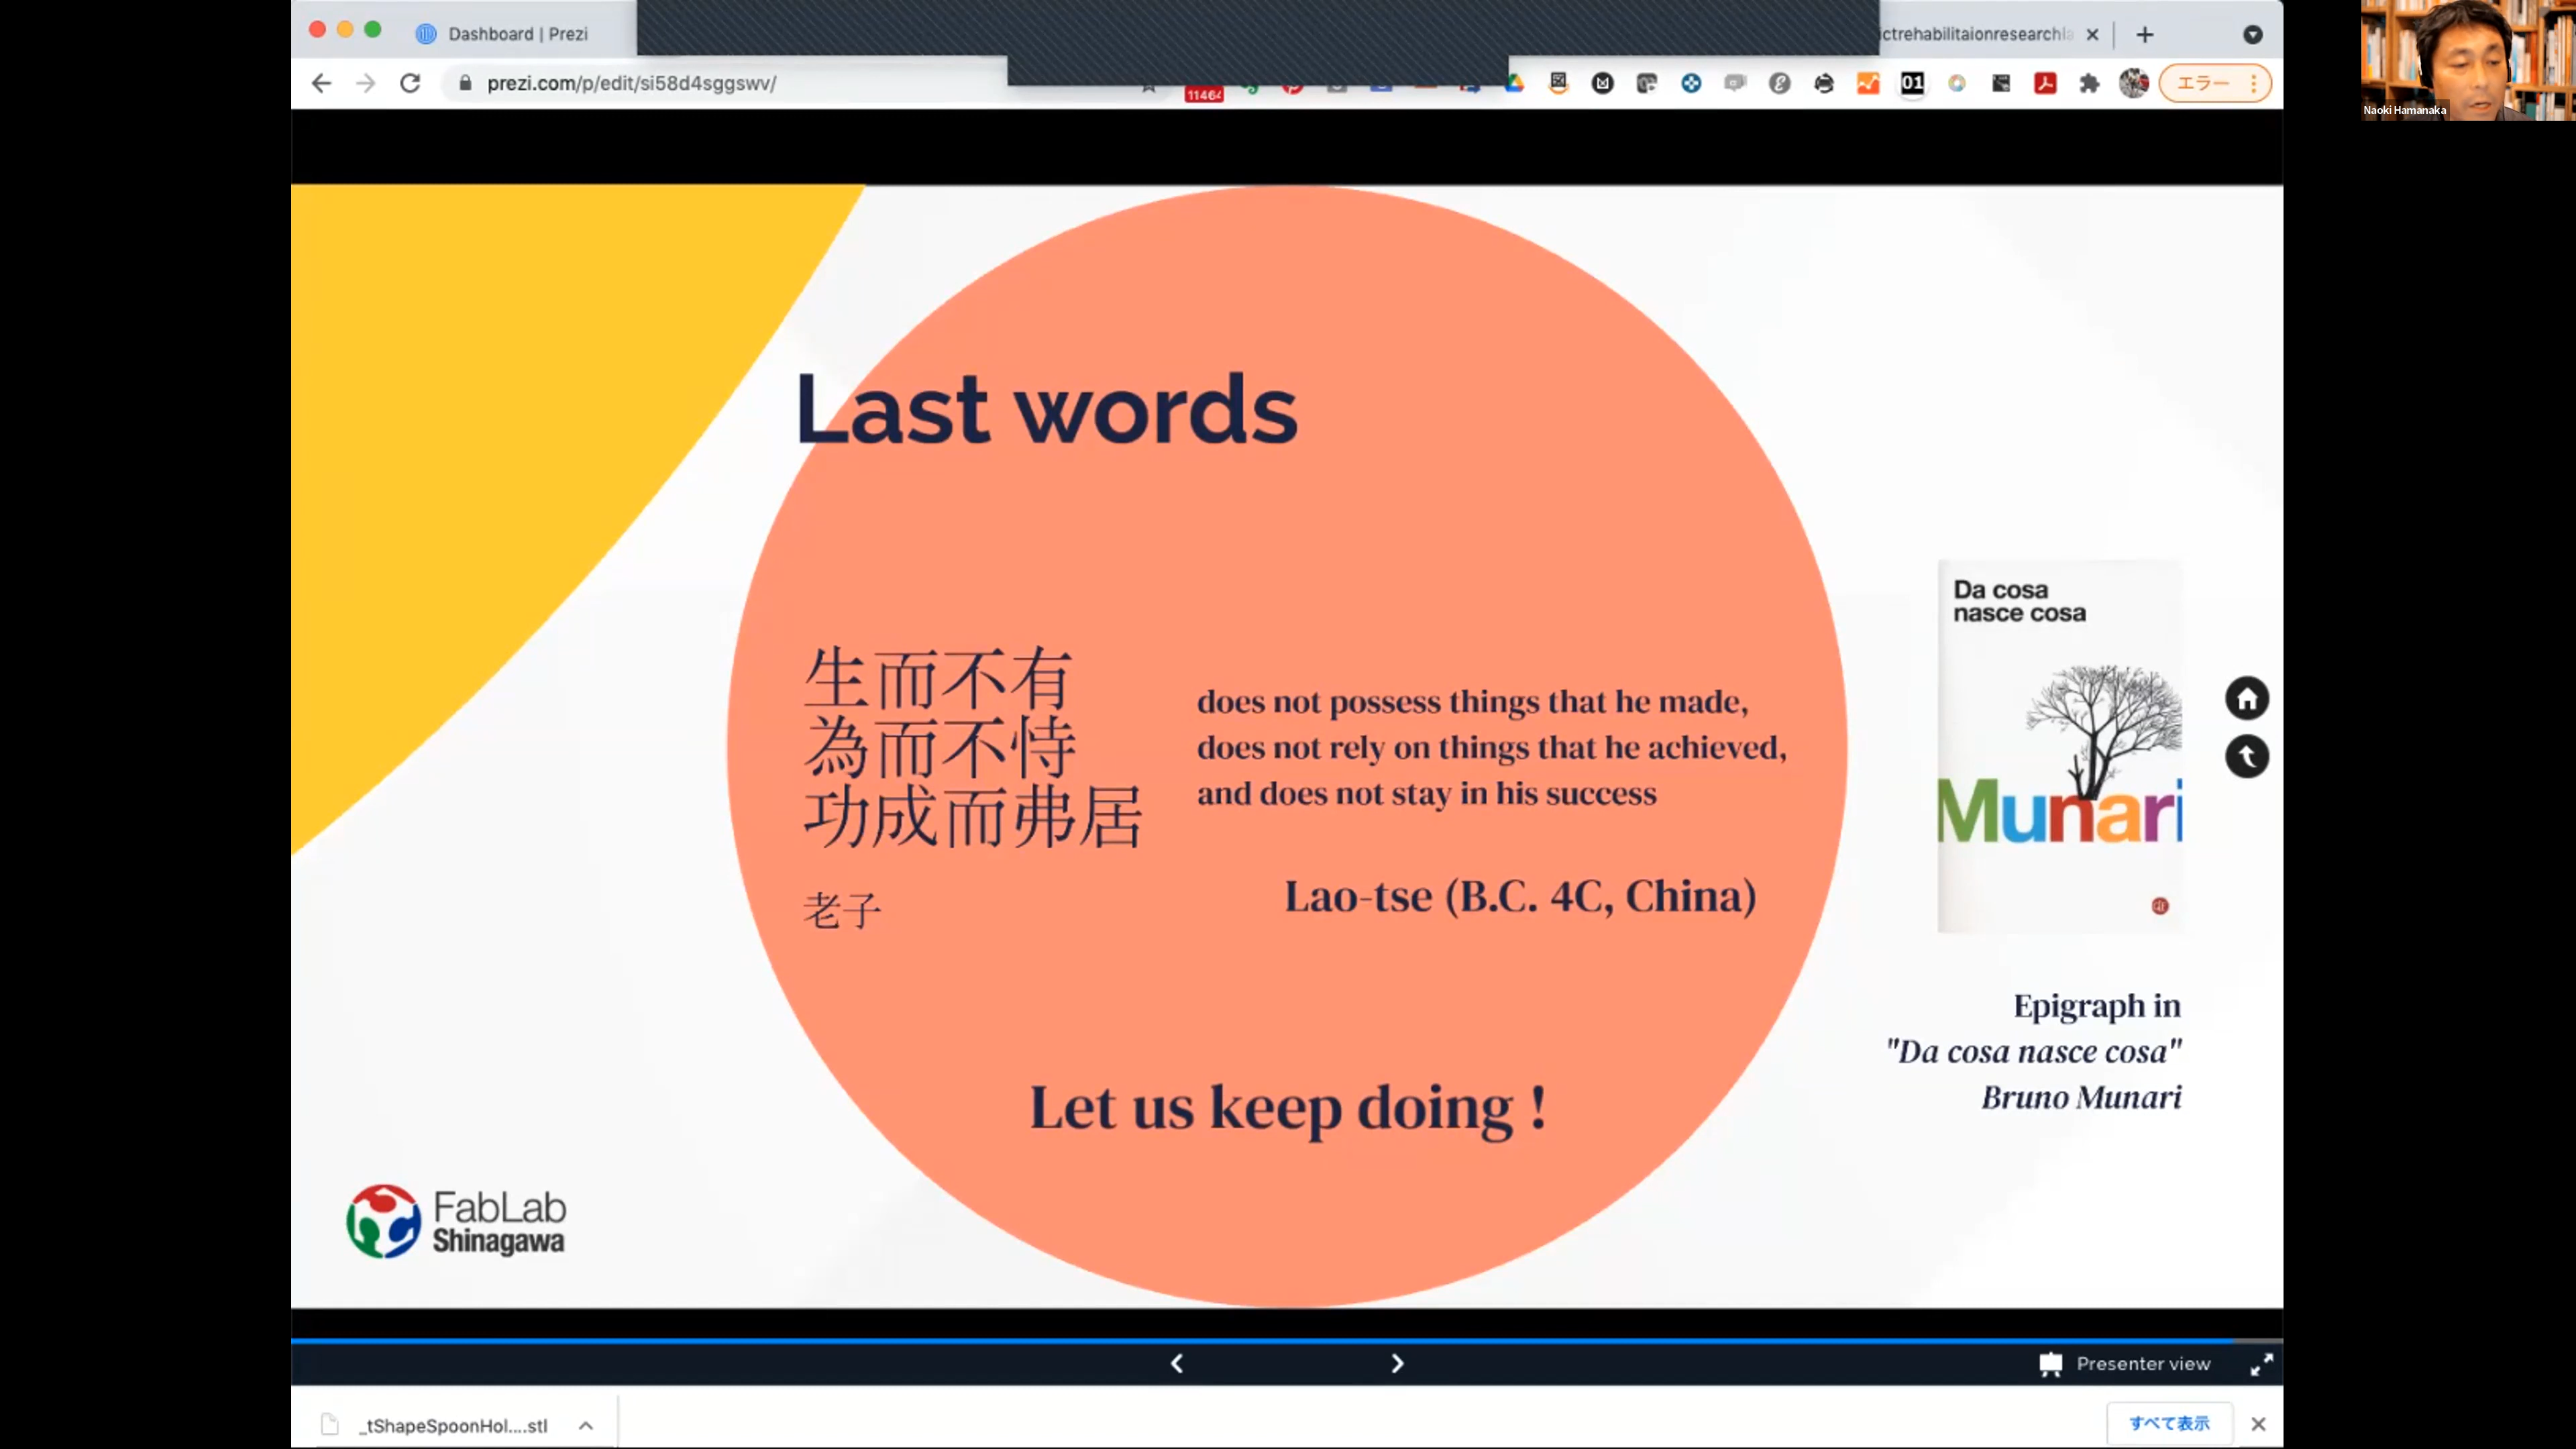 Dashboard | Prezi
ictrehabilitaionresearchla
prezi.com/p/edit/si58d4sggswv/
11464
01
エラー
Naoki Hamanaka
Last words
生而不有
為而不恃
功成而弗居
老子
does not possess things that he made,
does not rely on things that he achieved,
and does not stay in his success
Lao-tse (B.C. 4C, China)
Let us keep doing !
Da cosa
nasce cosa
Munari
Epigraph in
"Da cosa nasce cosa"
Bruno Munari
FabLab
Shinagawa
Presenter view
_tShapeSpoonHol....stl
すべて表示